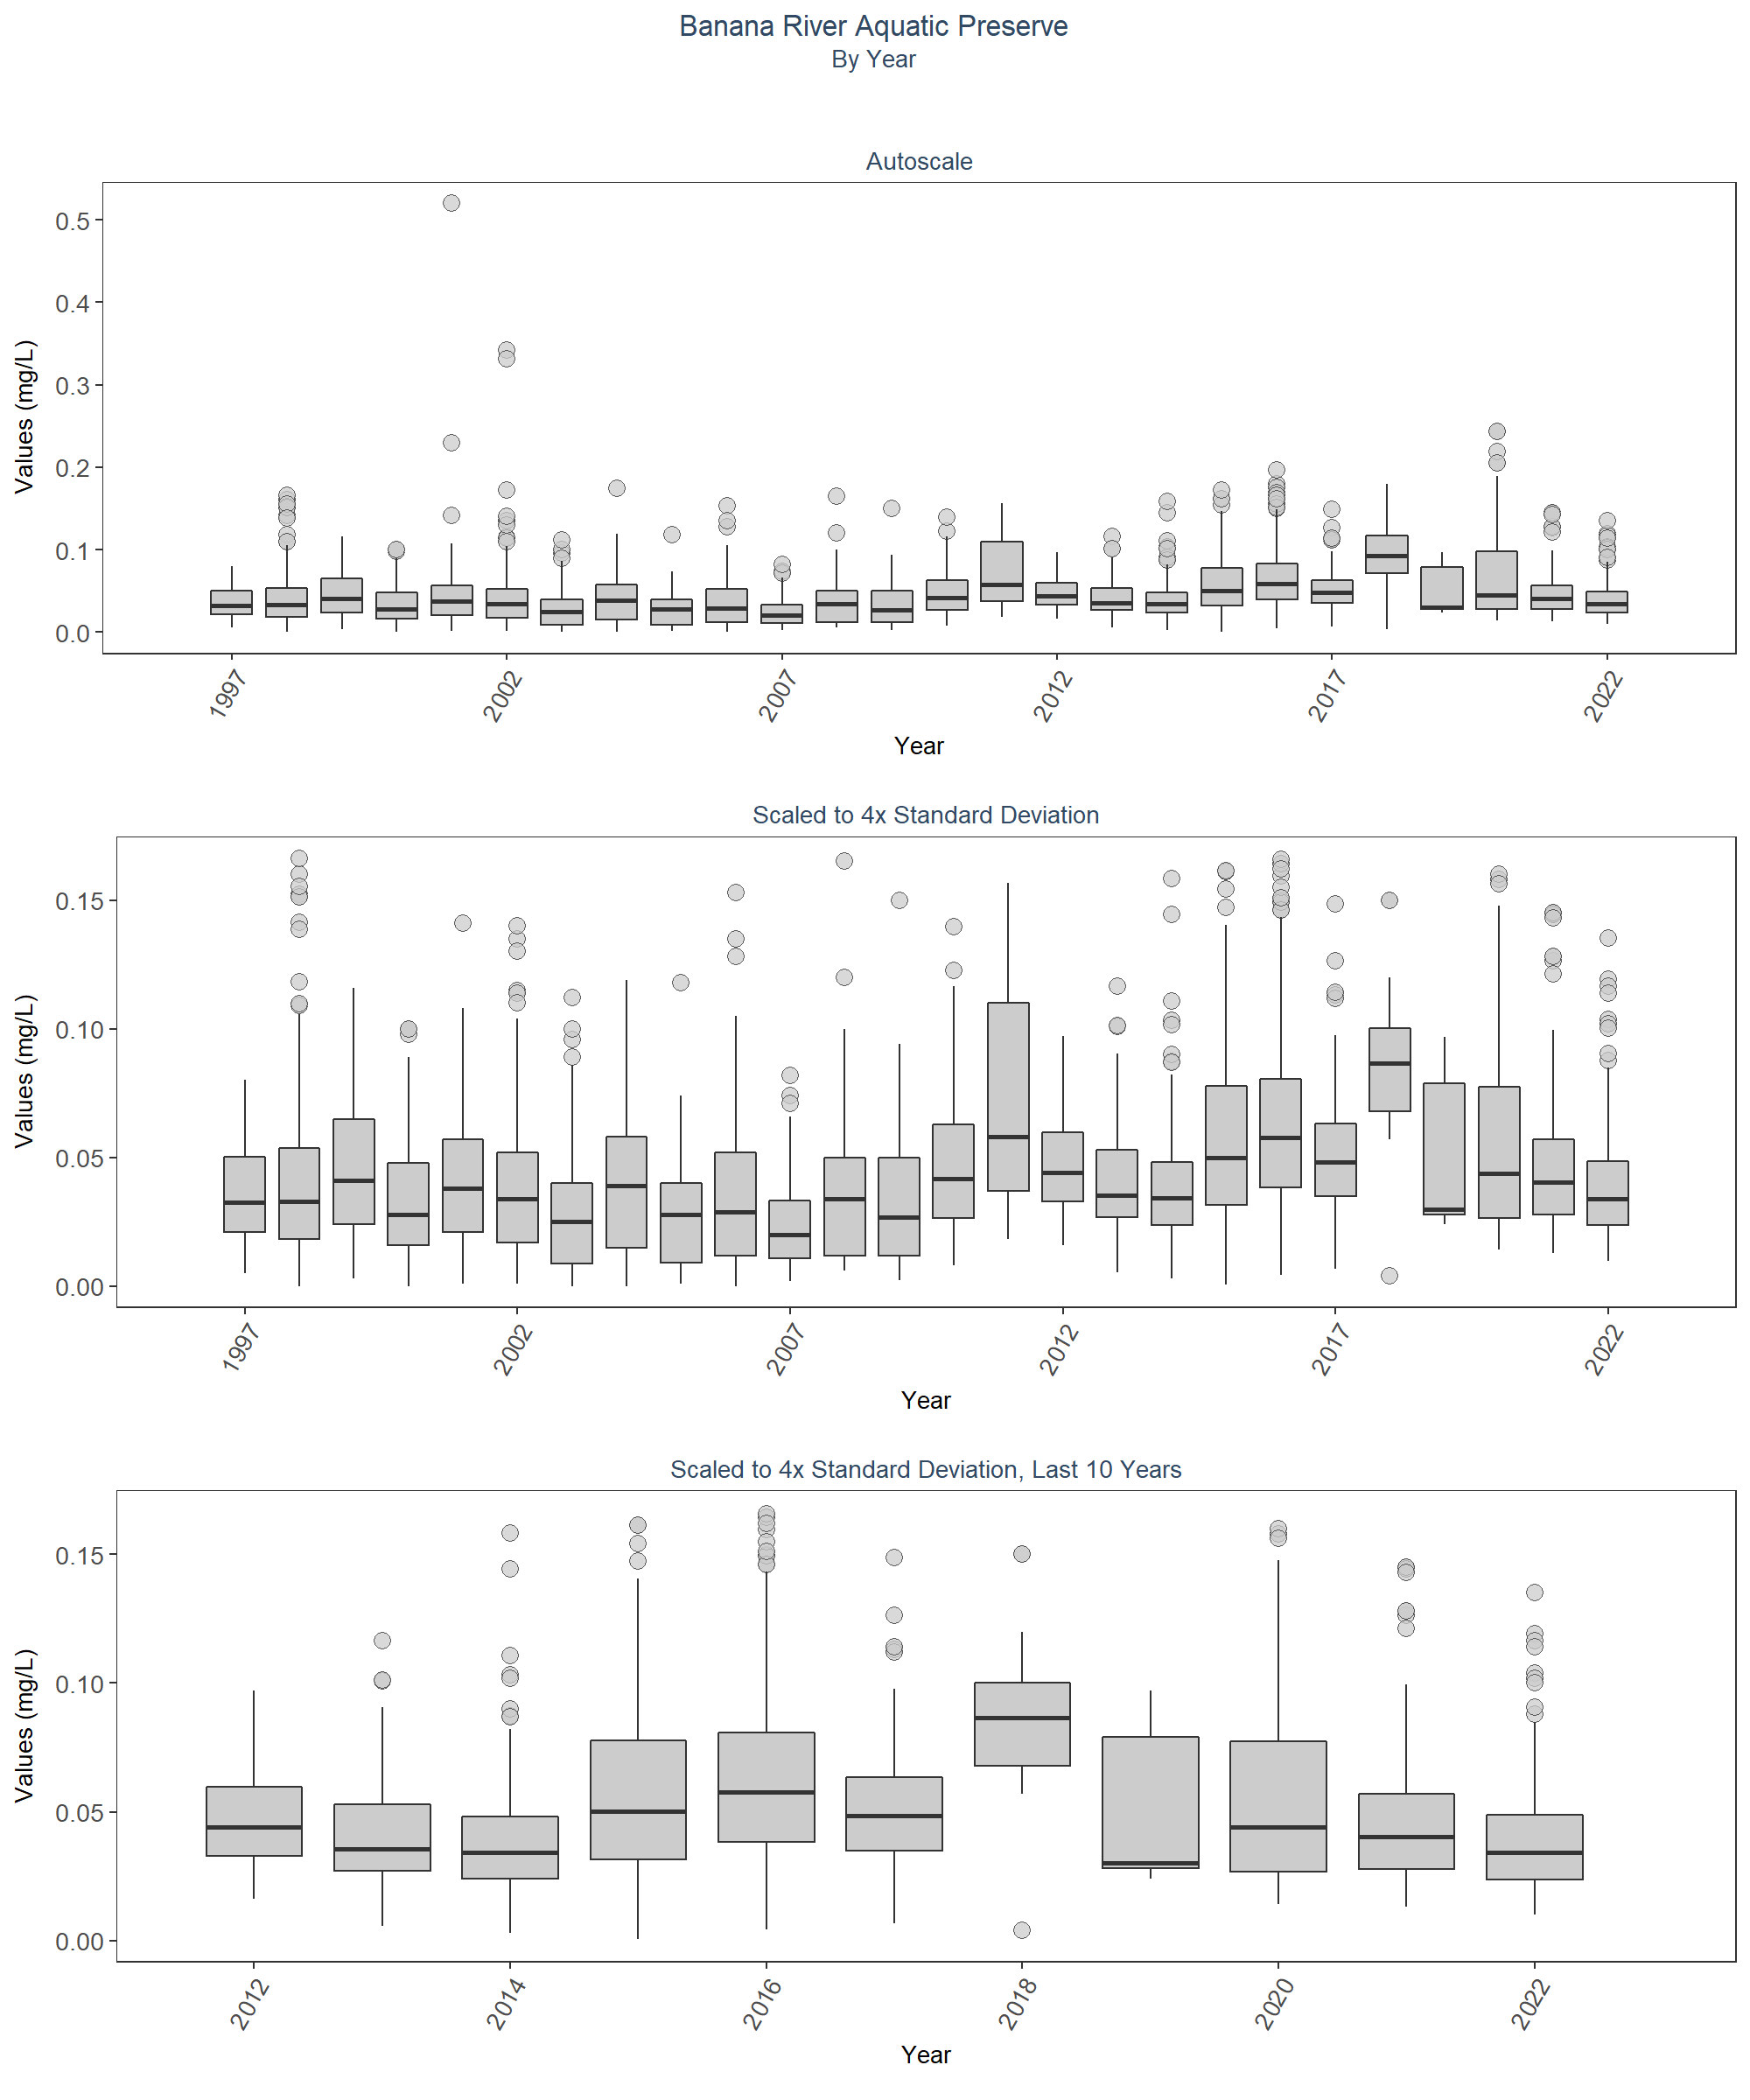 Banana River Aquatic Preserve
By Year
Autoscale
Values (mg/L)
0.5
0.4
0.3
0.2
0.1
0.0
1997
2002
2007
2012
2017
2022
Year
Scaled to 4x Standard Deviation
Values (mg/L)
0.15
0.10
0.05
0.00
1997
2002
2007
2012
2017
2022
Year
Scaled to 4x Standard Deviation, Last 10 Years
Values (mg/L)
0.15
0.10
0.05
0.00
2012
2014
2016
2018
2020
2022
Year